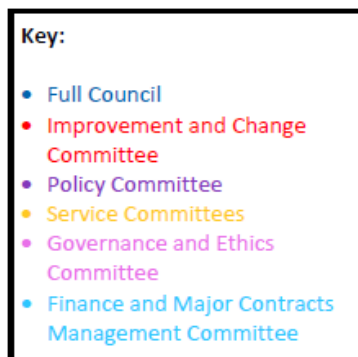 Key:
• Full Council
• Improvement and Change
Committee
• Policy Committee
• Service Committees
• Governance and Ethics
Committee
• Finance and Major Contracts
Management Committee